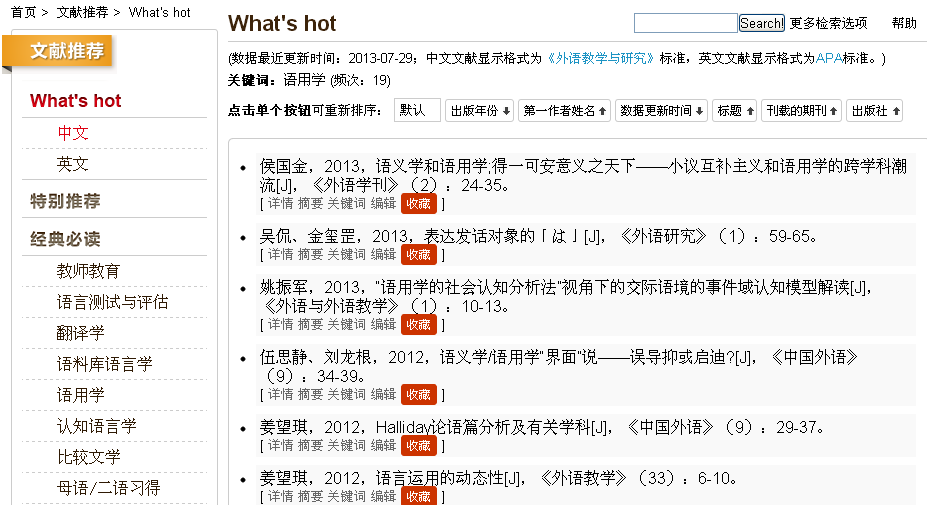 首页 > 文献推荐 > What's hot
文献推荐
What's hot
中文
英文
特别推荐
经典必读
教师教育
语言测试与评估
翻译学
语料库语言学
语用学
认知语言学
比较文学
母语/二语习得
What's hot
Search! 更多检索选项 帮助
(数据最近更新时间：2013-07-29；中文文献显示格式为《外语教学与研究》标准，英文文献显示格式为APA标准。)
关键词：语用学 (频次：19)
点击单个按钮可重新排序： 默认 出版年份↓ 第一作者姓名↑ 数据更新时间↓ 标题↑ 刊载的期刊↑ 出版社↑
• 侯国金，2013，语义学和语用学;得一可安意义之天下——小议互补主义和语用学的跨学科潮
流[J]，《外语学刊》（2）：24-35。
[ 详情 摘要 关键词 编辑 收藏 ]
• 吴侃、金玺罡，2013，表达发话对象的「は」[J]，《外语研究》（1）：59-65。
[ 详情 摘要 关键词 编辑 收藏 ]
• 姚振军，2013，"语用学的社会认知分析法"视角下的交际语境的事件域认知模型解读[J]，
《外语与外语教学》（1）：10-13。
[ 详情 摘要 关键词 编辑 收藏 ]
• 伍思静、刘龙根，2012，语义学/语用学"界面"说——误导抑或启迪?[J]，《中国外语》
（9）：34-39。
[ 详情 摘要 关键词 编辑 收藏 ]
• 姜望琪，2012，Halliday论语篇分析及有关学科[J]，《中国外语》（9）：29-37。
[ 详情 摘要 关键词 编辑 收藏 ]
• 姜望琪，2012，语言运用的动态性[J]，《外语教学》（33）：6-10。
[ 详情 摘要 关键词 编辑 收藏 ]